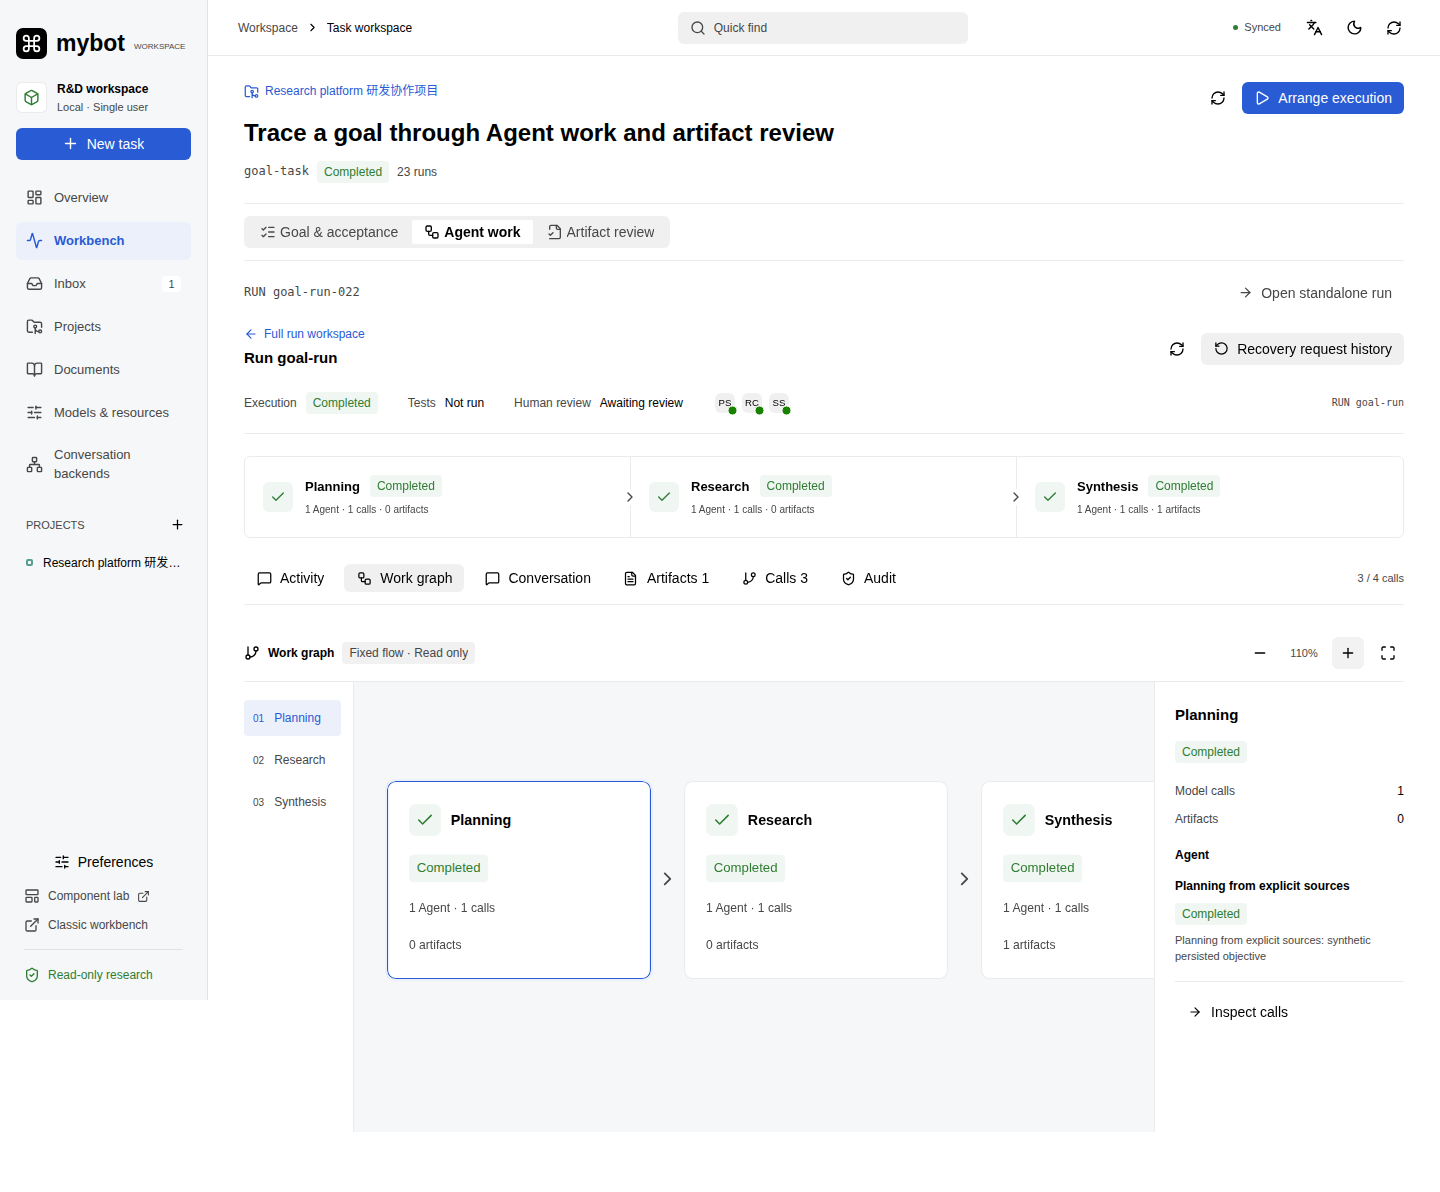 mybot WORKSPACE
R&D workspace
Local · Single user
New task
Overview
Workbench
Inbox 1
Projects
Documents
Models & resources
Conversation
backends
PROJECTS
Research platform 研发…
Preferences
Component lab
Classic workbench
Read-only research
Workspace Task workspace
Quick find
Synced
Research platform 研发协作项目
Arrange execution
Trace a goal through Agent work and artifact review
goal-task Completed 23 runs
Goal & acceptance Agent work Artifact review
RUN goal-run-022
Open standalone run
Full run workspace
Run goal-run
Recovery request history
Execution Completed Tests Not run Human review Awaiting review PS RC SS RUN goal-run
Planning Completed
1 Agent · 1 calls · 0 artifacts
Research Completed
1 Agent · 1 calls · 0 artifacts
Synthesis Completed
1 Agent · 1 calls · 1 artifacts
Activity Work graph Conversation Artifacts 1 Calls 3 Audit 3 / 4 calls
Work graph Fixed flow · Read only 110%
01 Planning
02 Research
03 Synthesis
Planning
Completed
1 Agent · 1 calls
0 artifacts
Research
Completed
1 Agent · 1 calls
0 artifacts
Synthesis
Completed
1 Agent · 1 calls
1 artifacts
Planning
Completed
Model calls 1
Artifacts 0
Agent
Planning from explicit sources
Completed
Planning from explicit sources: synthetic
persisted objective
Inspect calls